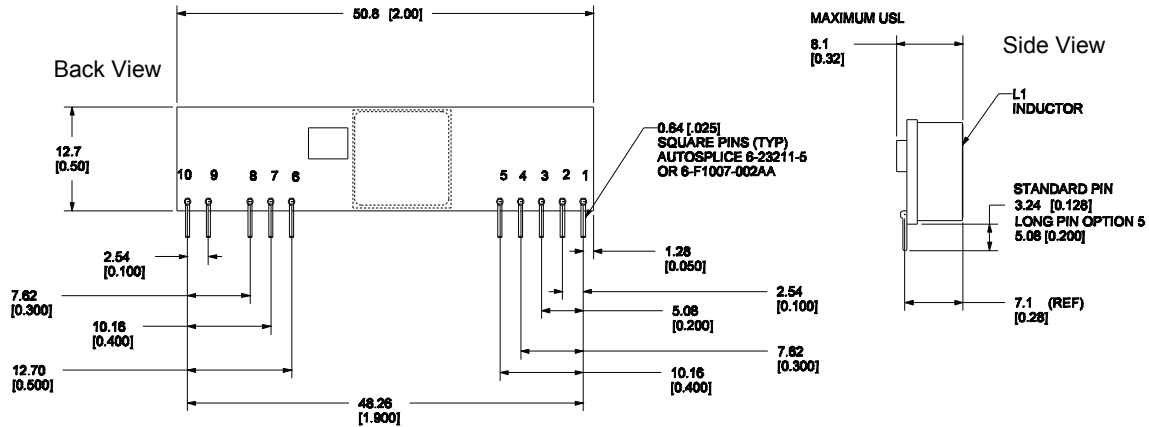 50.8 [2.00]
Back View
12.7
[0.50]
10 9 8 7 6 5 4 3 2 1
0.64 [.025]
SQUARE PINS (TYP)
AUTOSPLICE 6-23211-5
OR 6-F1007-002AA
2.54
[0.100]
7.62
[0.300]
10.16
[0.400]
12.70
[0.500]
1.28
[0.050]
2.54
[0.100]
5.08
[0.200]
7.62
[0.300]
10.16
[0.400]
48.26
[1.900]
MAXIMUM USL
8.1
[0.32]
Side View
L1
INDUCTOR
STANDARD PIN
3.24 [0.128]
LONG PIN OPTION 5
5.08 [0.200]
7.1 (REF)
[0.28]